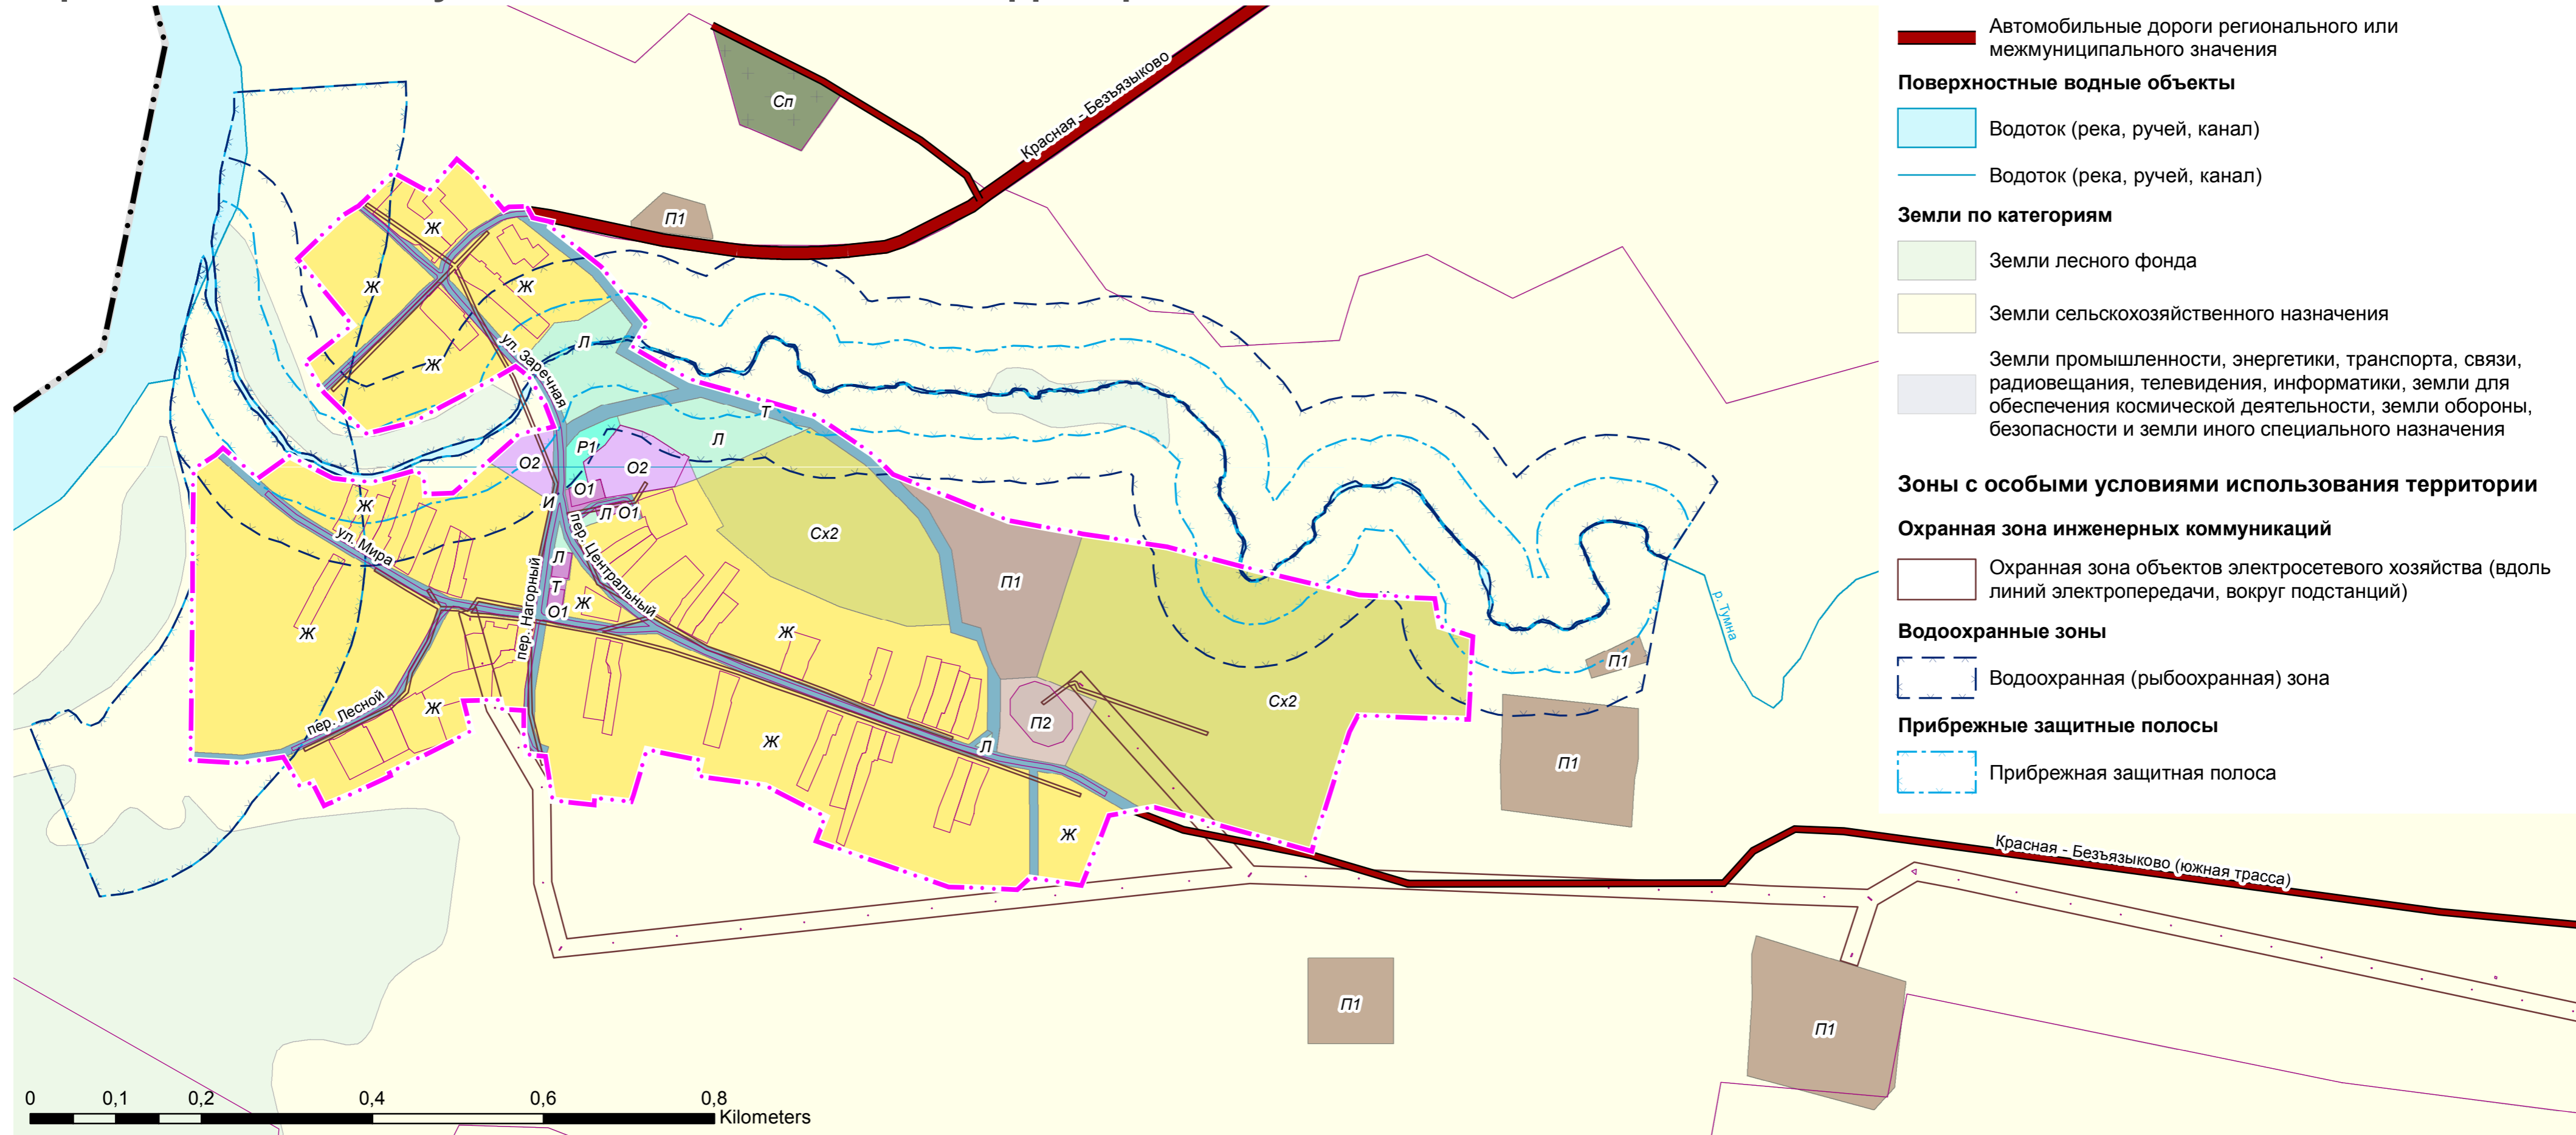 Сп
Красная - Безъязыково
П1
Ж
Ж
Ж
Ж
ул. Заречная
Л
Т
Л
Р1
О2
О2
О1
И
Л
О1
Ж
ул. Мира
пер. Центральный
пер. Нагорный
Л
Т
О1
Ж
Ж
Ж
Сх2
П1
пер. Лесной
Ж
Ж
Л
П2
Сх2
Ж
П1
П1
р. Тумна
Красная - Безъязыково (южная трасса)
П1
П1
0
0,1
0,2
0,4
0,6
0,8
Kilometers
Автомобильные дороги регионального или
межмуниципального значения
Поверхностные водные объекты
Водоток (река, ручей, канал)
Водоток (река, ручей, канал)
Земли по категориям
Земли лесного фонда
Земли сельскохозяйственного назначения
Земли промышленности, энергетики, транспорта, связи,
радиовещания, телевидения, информатики, земли для
обеспечения космической деятельности, земли обороны,
безопасности и земли иного специального назначения
Зоны с особыми условиями использования территории
Охранная зона инженерных коммуникаций
Охранная зона объектов электросетевого хозяйства (вдоль
линий электропередачи, вокруг подстанций)
Водоохранные зоны
Водоохранная (рыбоохранная) зона
Прибрежные защитные полосы
Прибрежная защитная полоса